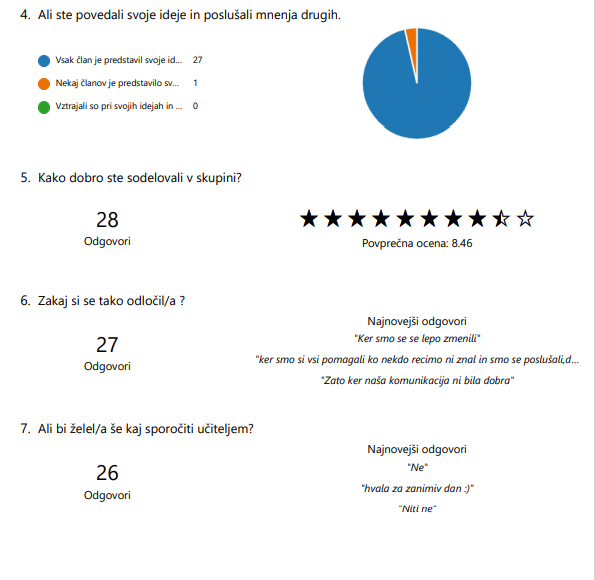 4. Ali ste povedali svoje ideje in poslušali mnenja drugih.
Vsak član je predstavil svoje id... 27
Nekaj članov je predstavilo sv... 1
Vztrajali so pri svojih idejah in ... 0
5. Kako dobro ste sodelovali v skupini?
28
Odgovori
Povprečna ocena: 8.46
6. Zakaj si se tako odločil/a ?
27
Odgovori
Najnovejši odgovori
"Ker smo se se lepo zmenili"
"ker smo si vsi pomagali ko nekdo recimo ni znal in smo se poslušali,d...
"Zato ker naša komunikacija ni bila dobra"
7. Ali bi želel/a še kaj sporočiti učiteljem?
26
Odgovori
Najnovejši odgovori
"Ne"
"hvala za zanimiv dan :)"
"Niti ne"